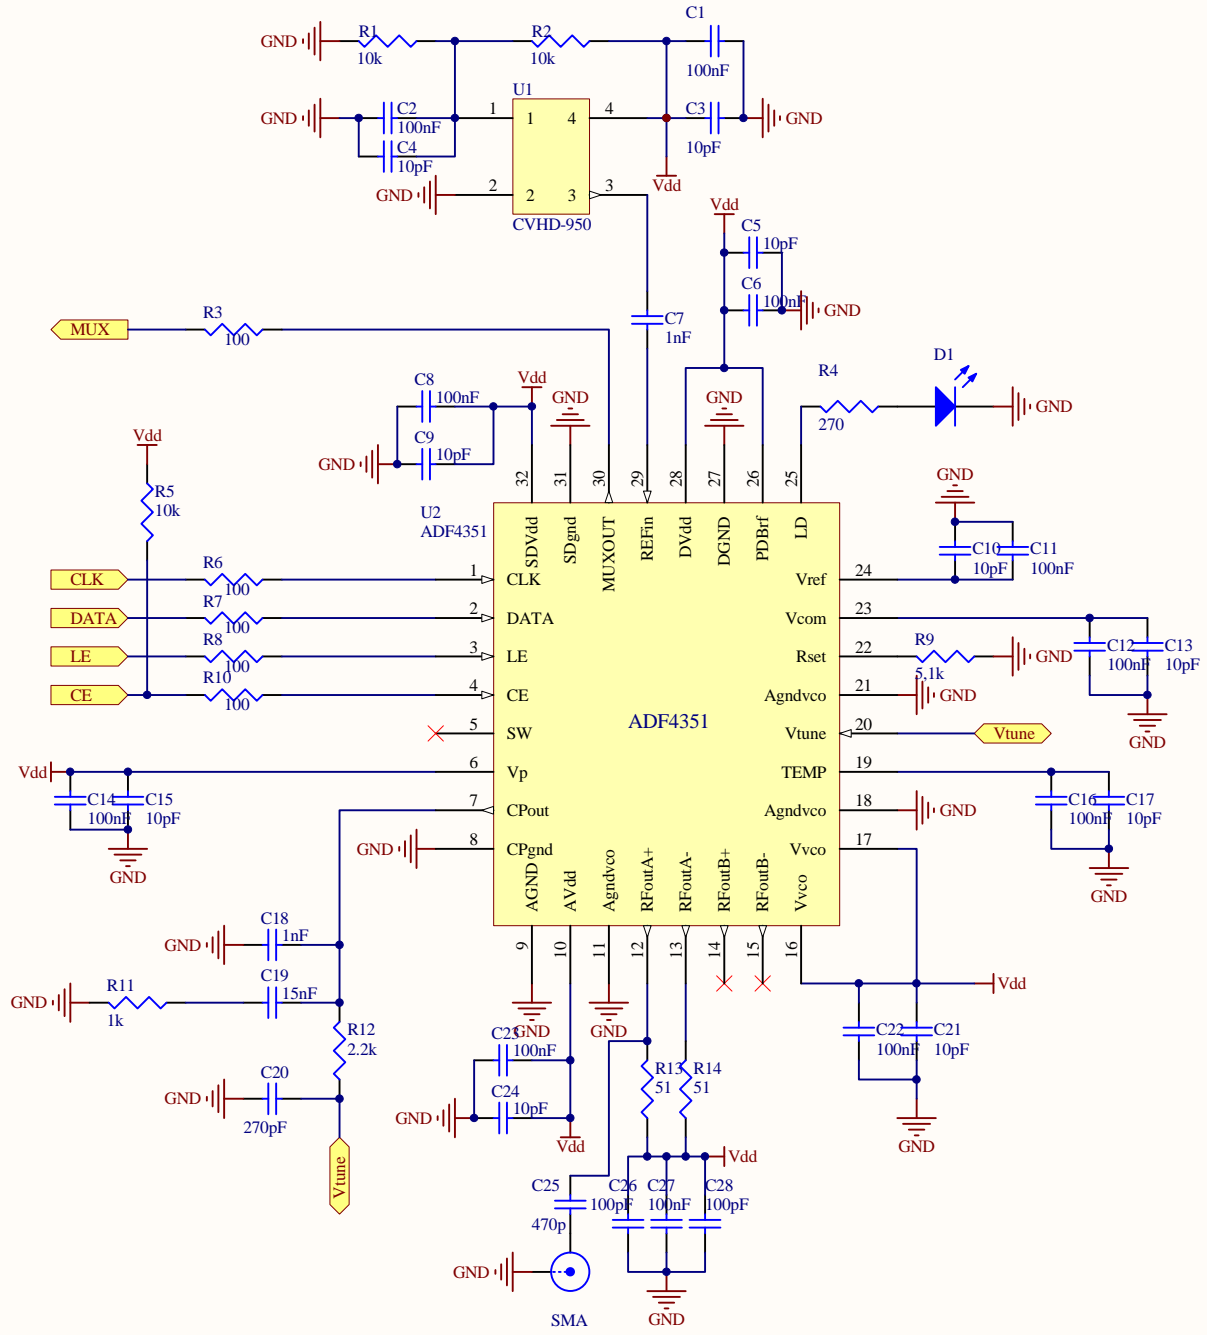 C1
GND
R1
R2
10k
10k
100nF
U1
GND
C2
100nF
1
1
4
4
C3
GND
C4
10pF
10pF
Vdd
GND
2
2
3
3
CVHD-950
Vdd
C5
10pF
C6
100nF
GND
R3
MUX
100
C7
1nF
D1
R4
C8
100nF
Vdd
GND
GND
270
GND
C9
10pF
GND
Vdd
R5
10k
GND
U2
ADF4351
32
31
30
29
28
27
26
25
SDVdd
SDgnd
MUXOUT
REFin
DVdd
DGND
PDBrf
LD
C10
10pF
C11
100nF
CLK
R6
100
1
CLK
Vref
24
DATA
R7
100
2
DATA
Vcom
23
LE
R8
100
3
LE
Rset
22
R9
5,1k
GND
C12
100nF
C13
10pF
CE
R10
100
4
CE
Agndvco
21
GND
ADF4351
5
SW
Vtune
20
Vtune
GND
Vdd
6
Vp
TEMP
19
C14
100nF
C15
10pF
C16
100nF
C17
10pF
7
CPout
Agndvco
18
GND
GND
GND
8
CPgnd
Vvco
17
GND
AGND
AVdd
Agndvco
RFoutA+
RFoutA-
RFoutB+
RFoutB-
Vvco
9
10
11
12
13
14
15
16
C18
GND
1nF
C19
GND
R11
15nF
1k
Vdd
GND
GND
R12
2.2k
C22
100nF
C21
10pF
C23
100nF
R13
51
R14
51
C20
GND
270pF
C24
10pF
GND
Vdd
GND
Vtune
Vdd
C25
C26
100pF
C27
100nF
C28
100pF
470p
GND
SMA
GND